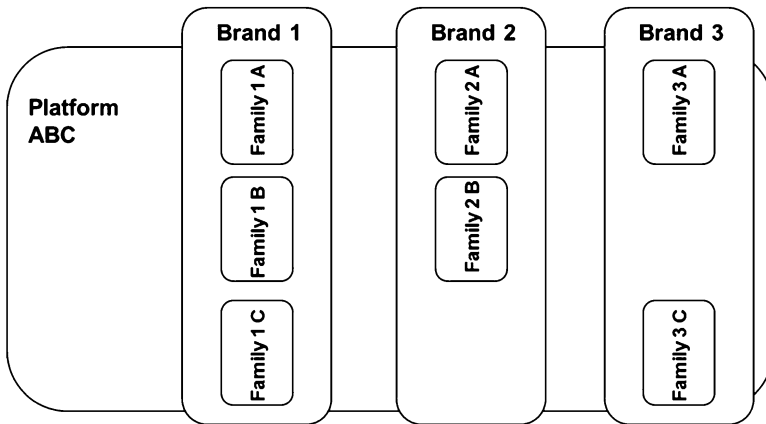 Brand 1
Brand 2
Brand 3
Platform
ABC
Family 1 A
Family 2 A
Family 3 A
Family 1 B
Family 2 B
Family 1 C
Family 3 C